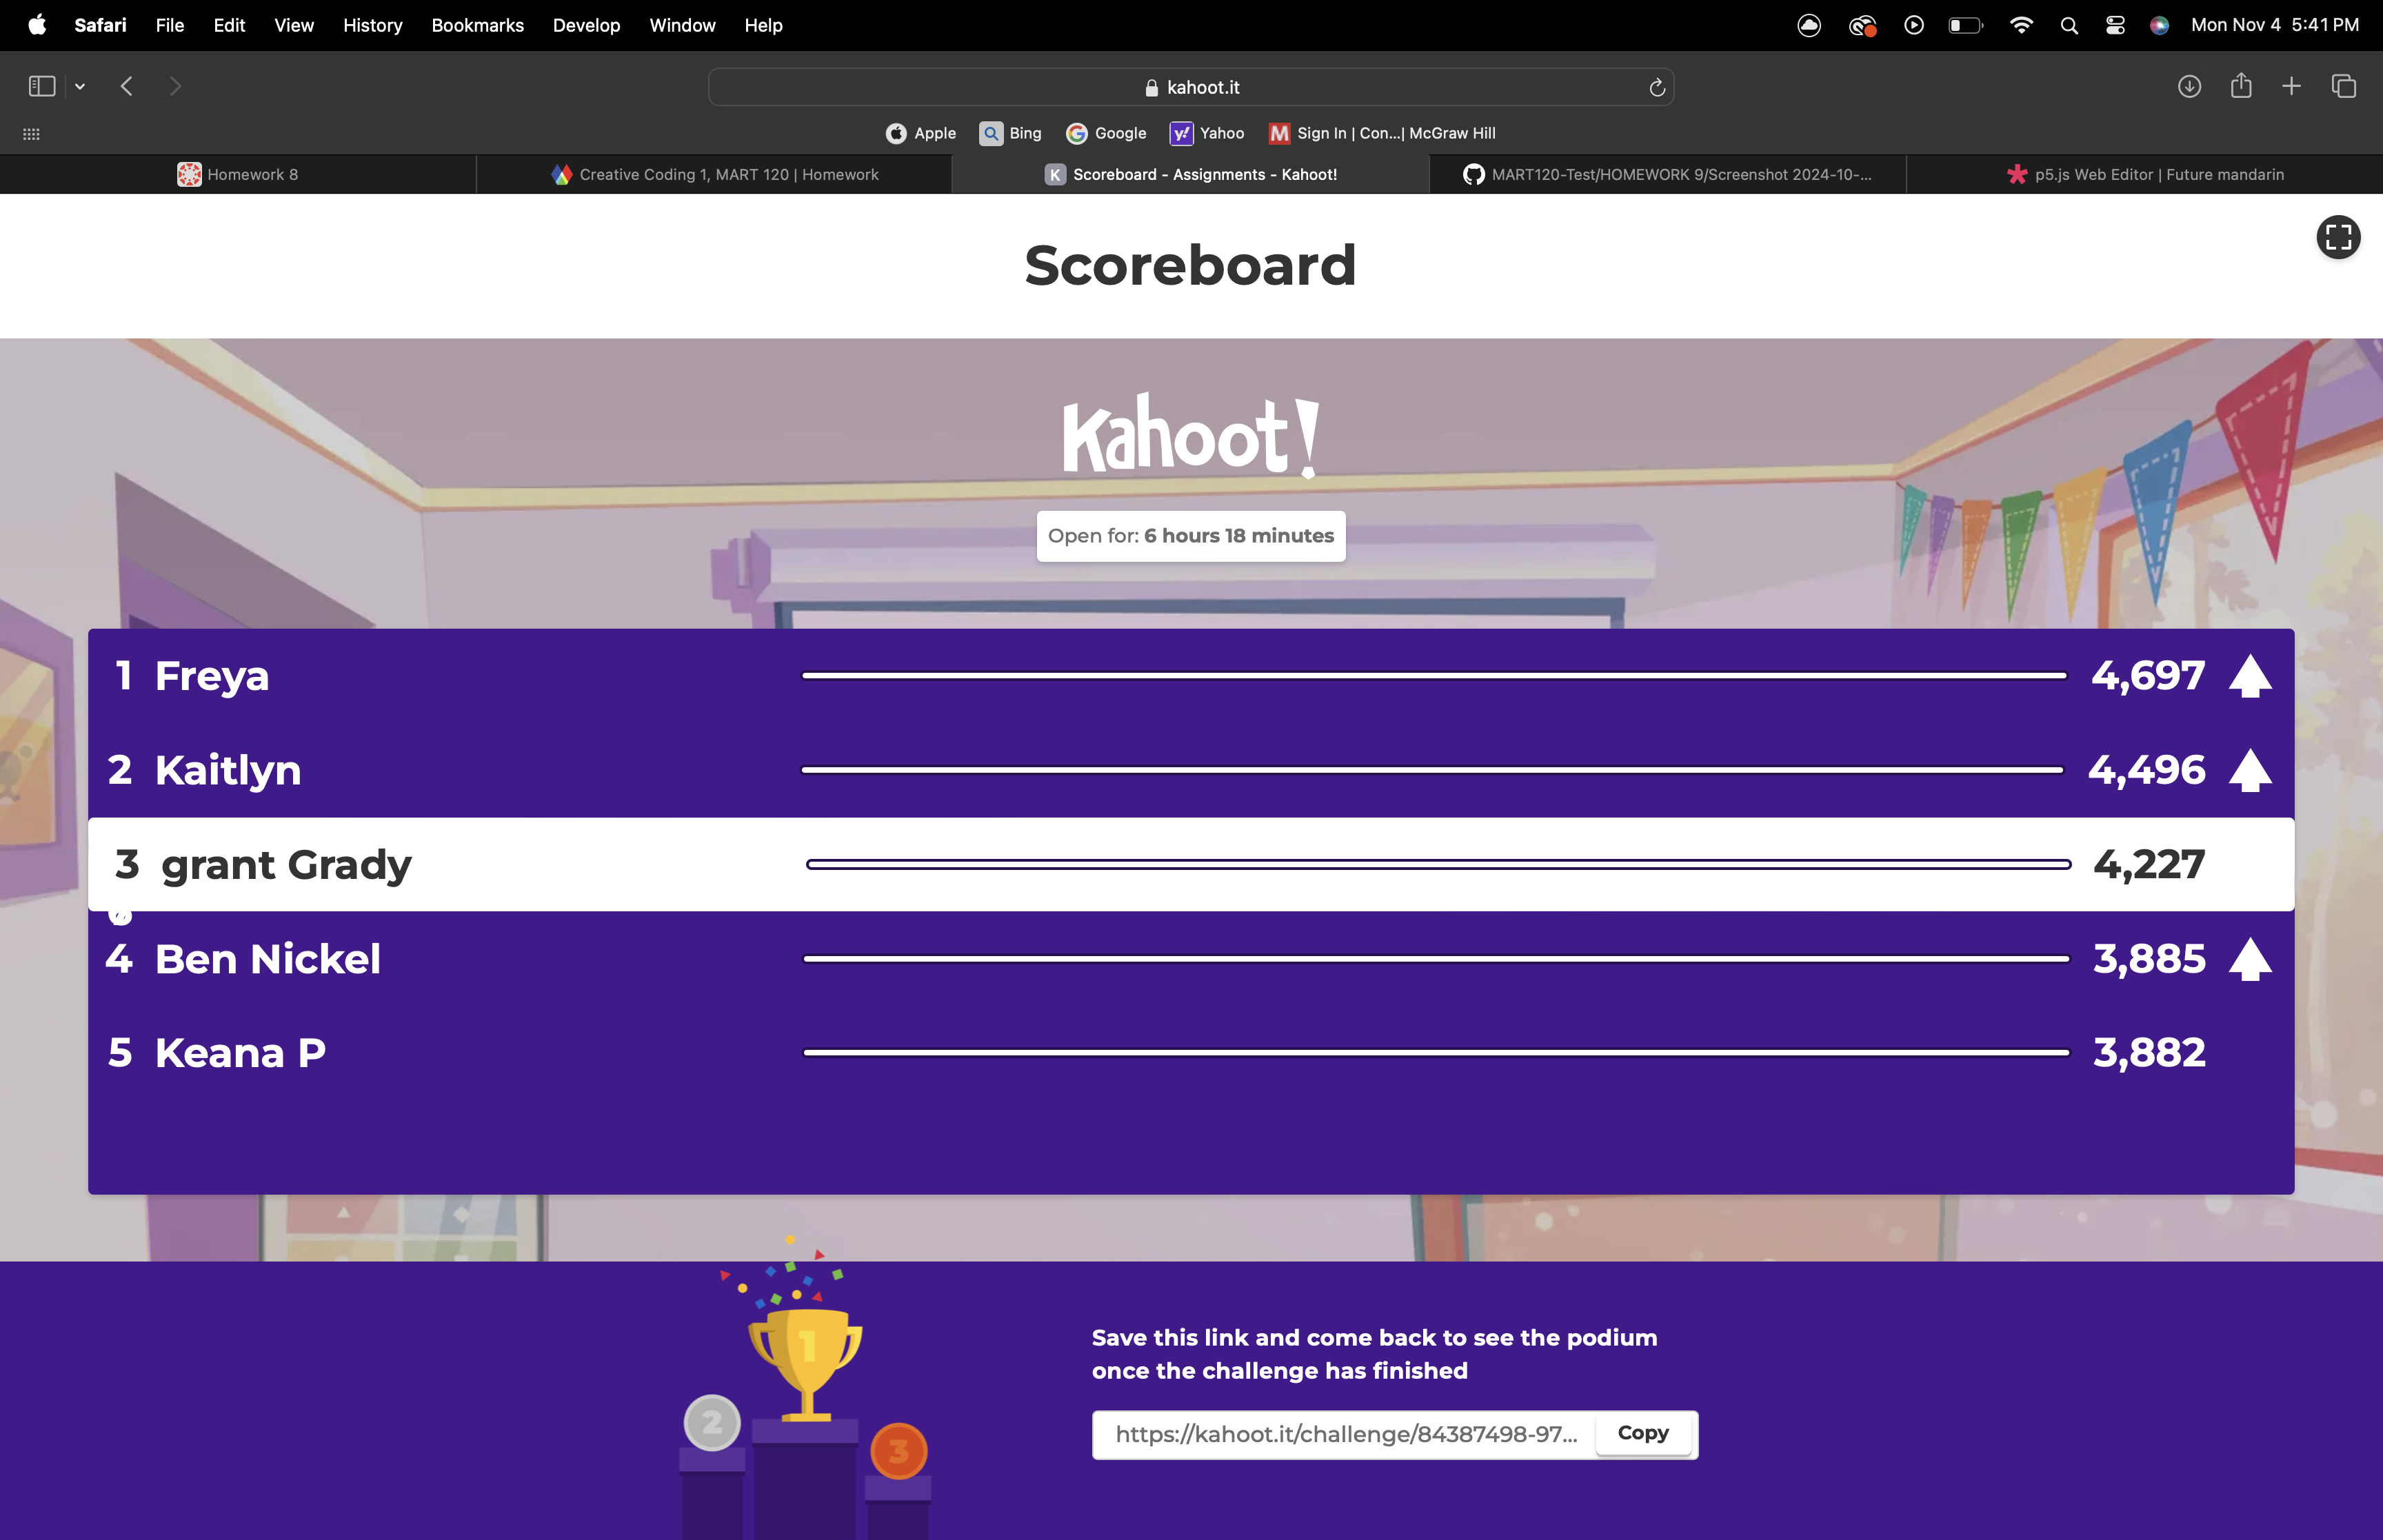 Safari File Edit View History Bookmarks Develop Window Help Mon Nov 4 5:41 PM
kahoot.it
Apple Bing Google y! Yahoo M Sign In | Con...| McGraw Hill
Homework 8 Creative Coding 1, MART 120 | Homework K Scoreboard - Assignments - Kahoot! MART120-Test/HOMEWORK 9/Screenshot 2024-10-... p5.js Web Editor | Future mandarin
Scoreboard
Kahoot!
Open for: 6 hours 18 minutes
1 Freya 4,697
2 Kaitlyn 4,496
3 grant Grady 4,227
4 Ben Nickel 3,885
5 Keana P 3,882
1
2
3
Save this link and come back to see the podium
once the challenge has finished
https://kahoot.it/challenge/84387498-97... Copy